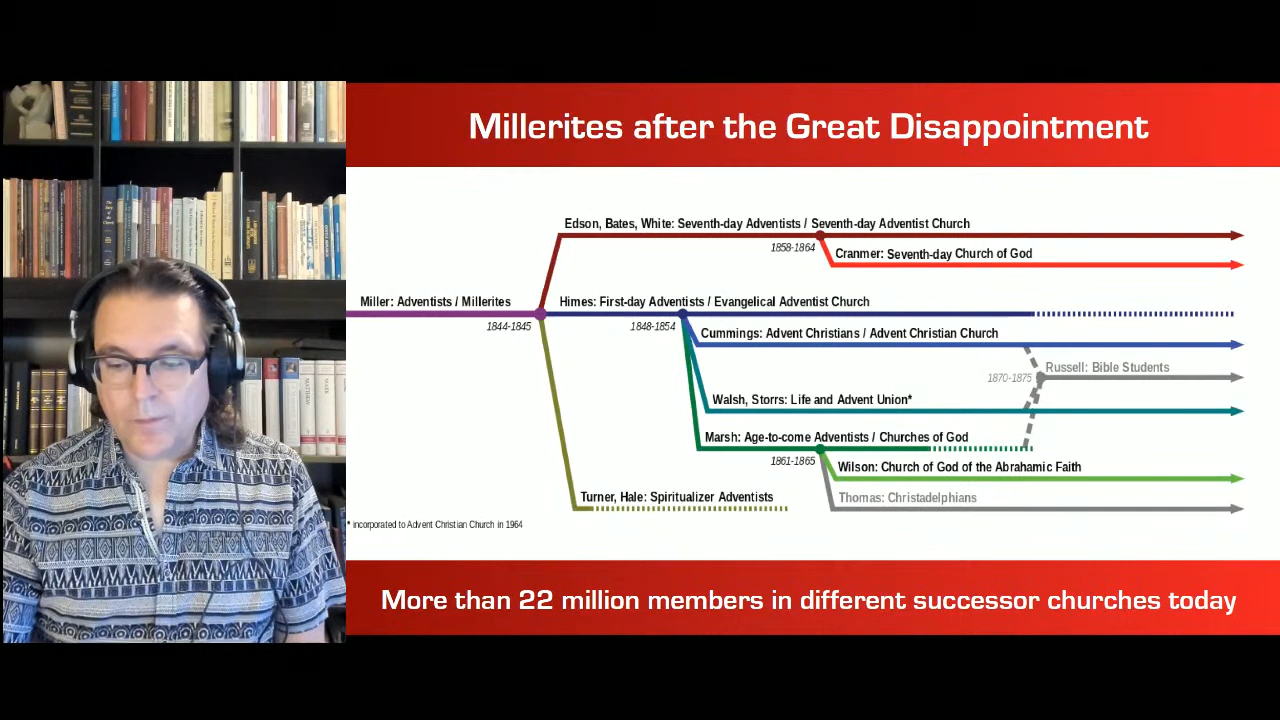 Millerites after the Great Disappointment
Edson, Bates, White: Seventh-day Adventists / Seventh-day Adventist Church
1858-1864
Cranmer: Seventh-day Church of God
Miller: Adventists / Millerites
1844-1845
Himes: First-day Adventists / Evangelical Adventist Church
1848-1854
Cummings: Advent Christians / Advent Christian Church
Russell: Bible Students
1870-1875
Walsh, Storrs: Life and Advent Union*
Marsh: Age-to-come Adventists / Churches of God
1861-1865
Wilson: Church of God of the Abrahamic Faith
Turner, Hale: Spiritualizer Adventists
Thomas: Christadelphians
* incorporated to Advent Christian Church in 1964
More than 22 million members in different successor churches today